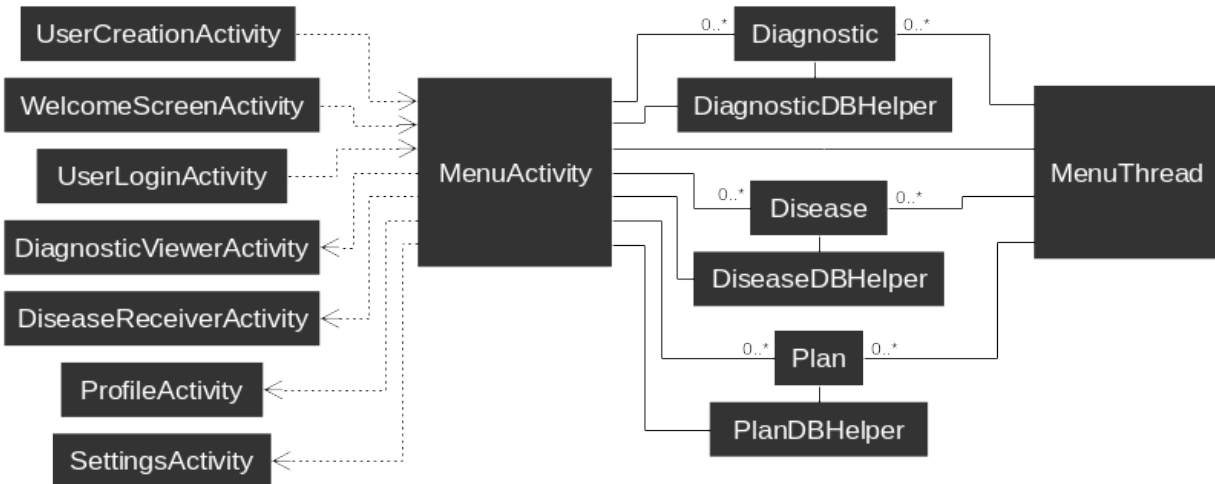 UserCreationActivity
WelcomeScreenActivity
UserLoginActivity
DiagnosticViewerActivity
DiseaseReceiverActivity
ProfileActivity
SettingsActivity
MenuActivity
0..*
Diagnostic
0..*
DiagnosticDBHelper
0..*
Disease
0..*
DiseaseDBHelper
0..*
Plan
0..*
PlanDBHelper
MenuThread